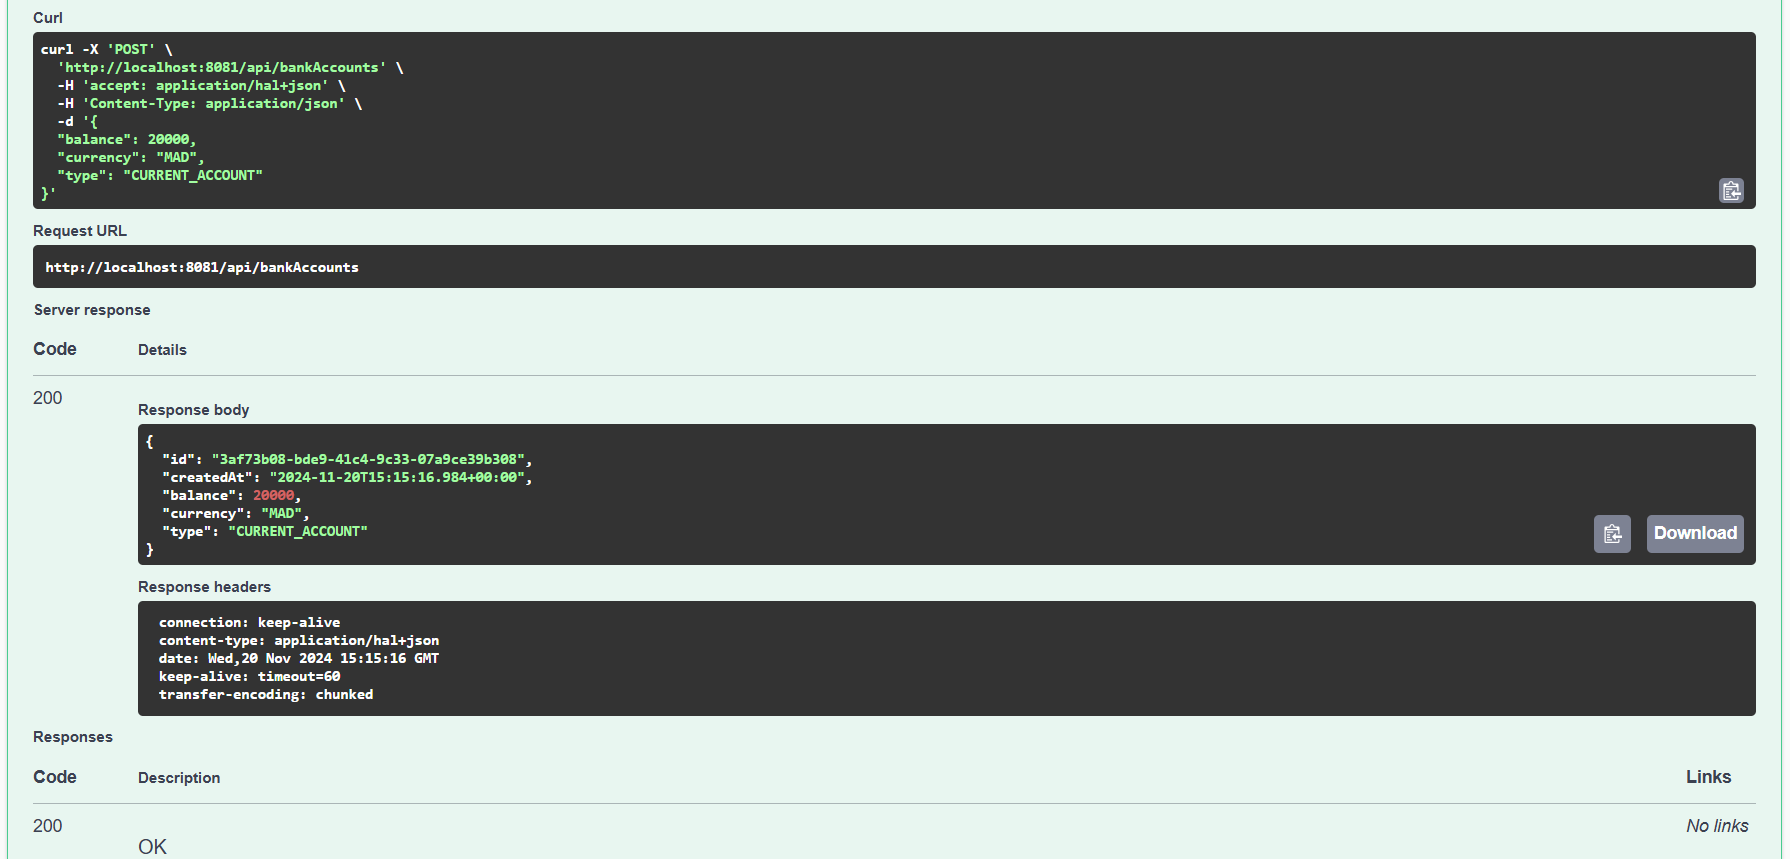 Curl
curl -X 'POST' \
  'http://localhost:8081/api/bankAccounts' \
  -H 'accept: application/hal+json' \
  -H 'Content-Type: application/json' \
  -d '{
  "balance": 20000,
  "currency": "MAD",
  "type": "CURRENT_ACCOUNT"
}'
Request URL
http://localhost:8081/api/bankAccounts
Server response
Code Details
200
Response body
{
  "id": "3af73b08-bde9-41c4-9c33-07a9ce39b308",
  "createdAt": "2024-11-20T15:15:16.984+00:00",
  "balance": 20000,
  "currency": "MAD",
  "type": "CURRENT_ACCOUNT"
}
Download
Response headers
connection: keep-alive
content-type: application/hal+json
date: Wed,20 Nov 2024 15:15:16 GMT
keep-alive: timeout=60
transfer-encoding: chunked
Responses
Code Description Links
200 No links
OK